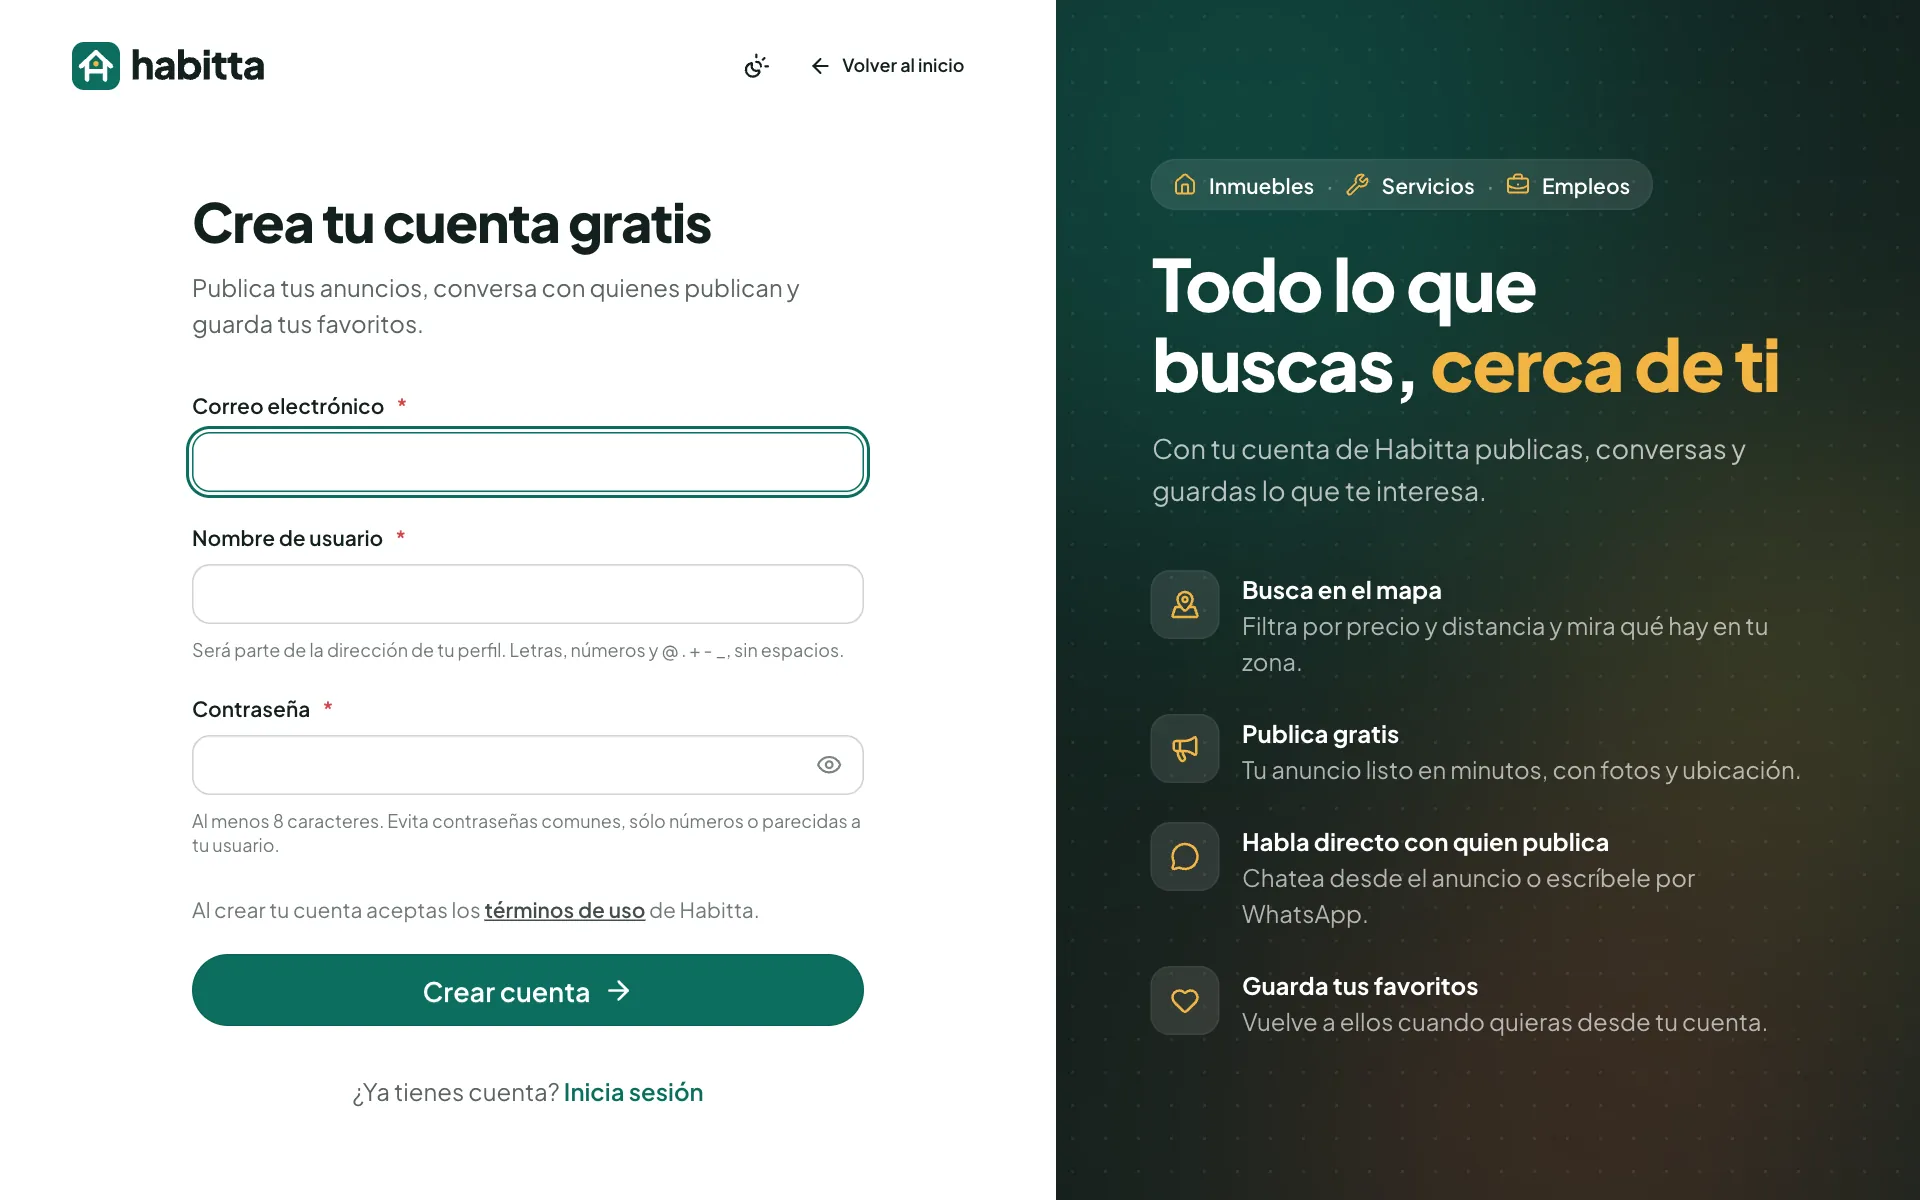 habitta
Volver al inicio
Crea tu cuenta gratis
Publica tus anuncios, conversa con quienes publican y
guarda tus favoritos.
Correo electrónico *
Nombre de usuario *
Será parte de la dirección de tu perfil. Letras, números y @ . + - _, sin espacios.
Contraseña *
Al menos 8 caracteres. Evita contraseñas comunes, sólo números o parecidas a
tu usuario.
Al crear tu cuenta aceptas los términos de uso de Habitta.
Crear cuenta
¿Ya tienes cuenta? Inicia sesión
Inmuebles · Servicios · Empleos
Todo lo que
buscas, cerca de ti
Con tu cuenta de Habitta publicas, conversas y
guardas lo que te interesa.
Busca en el mapa
Filtra por precio y distancia y mira qué hay en tu
zona.
Publica gratis
Tu anuncio listo en minutos, con fotos y ubicación.
Habla directo con quien publica
Chatea desde el anuncio o escríbele por
WhatsApp.
Guarda tus favoritos
Vuelve a ellos cuando quieras desde tu cuenta.